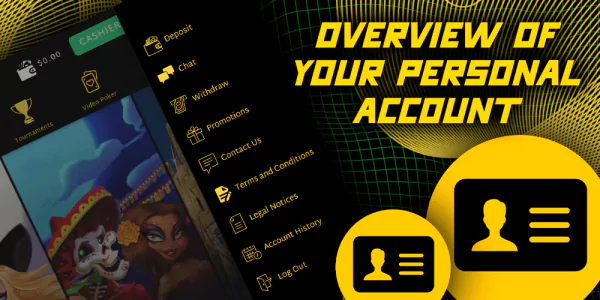 OVERVIEW OF
YOUR PERSONAL
ACCOUNT
$0.00
CASHIER
Tournaments
Video Poker
Deposit
Chat
Withdraw
Promotions
Contact Us
Terms and Conditions
Legal Notices
Account History
Log Out